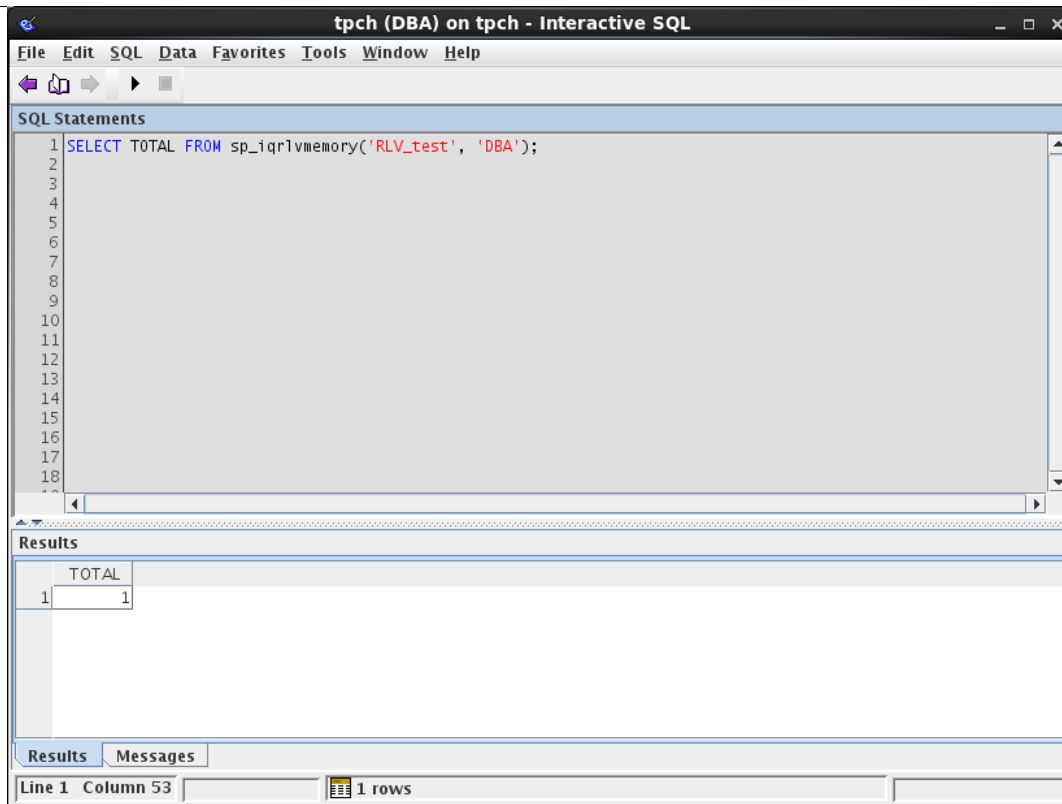 tpch (DBA) on tpch - Interactive SQL
File Edit SQL Data Favorites Tools Window Help
SQL Statements
1 SELECT TOTAL FROM sp_iqrlvmemory('RLV_test', 'DBA');
2
3
4
5
6
7
8
9
10
11
12
13
14
15
16
17
18
Results
TOTAL
1 1
Results Messages
Line 1 Column 53 1 rows